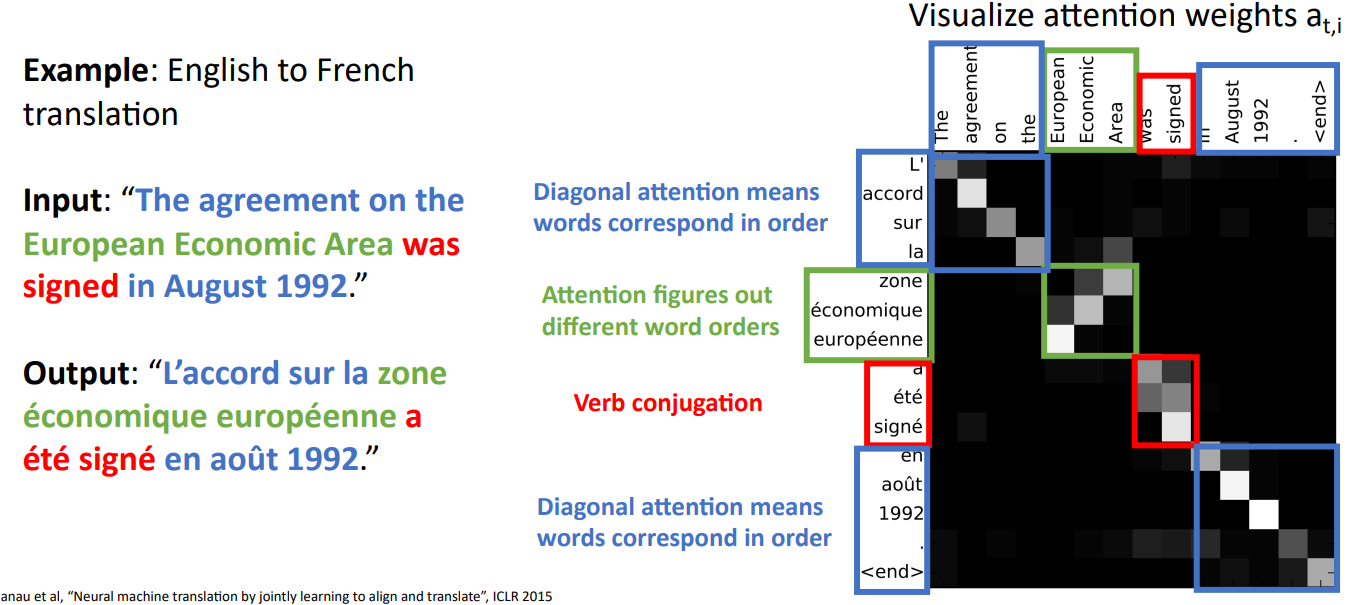 Visualize attention weights a_t,i
Example: English to French
translation
Input: “The agreement on the
European Economic Area was
signed in August 1992.”
Output: “L’accord sur la zone
économique européenne a
été signé en août 1992.”
Diagonal attention means
words correspond in order
Attention figures out
different word orders
Verb conjugation
Diagonal attention means
words correspond in order
The
agreement
on
the
European
Economic
Area
was
signed
in
August
1992
.
<end>
L'
accord
sur
la
zone
économique
européenne
a
été
signé
en
août
1992
.
<end>
anau et al, “Neural machine translation by jointly learning to align and translate”, ICLR 2015